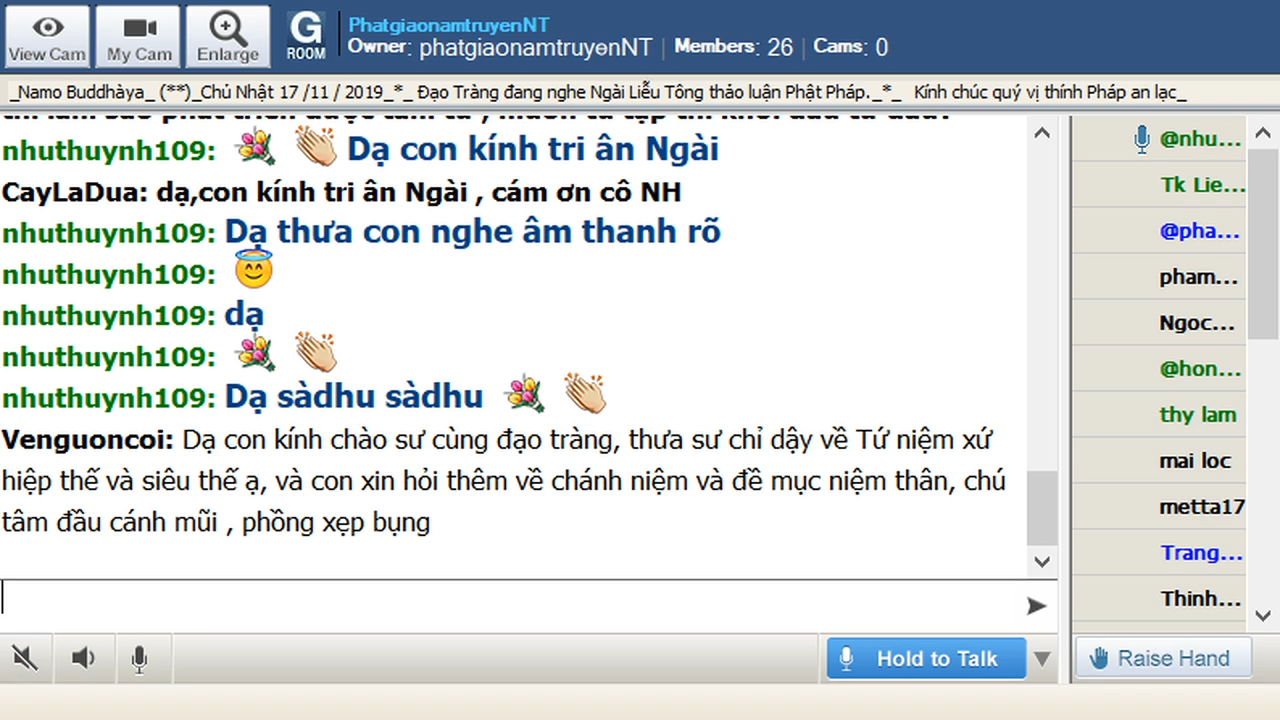 View Cam
My Cam
Enlarge
G
ROOM
PhatgiaonamtruyenNT
Owner: phatgiaonamtruyenNT | Members: 26 | Cams: 0
_Namo Buddhàya_ (**)_Chủ Nhật 17 /11 / 2019_*_ Đạo Tràng đang nghe Ngài Liễu Tông thảo luận Phật Pháp._*_ Kính chúc quý vị thính Pháp an lạc_
nhuthuynh109: Dạ con kính tri ân Ngài
CayLaDua: dạ,con kính tri ân Ngài , cám ơn cô NH
nhuthuynh109: Dạ thưa con nghe âm thanh rõ
nhuthuynh109:
nhuthuynh109: dạ
nhuthuynh109:
nhuthuynh109: Dạ sàdhu sàdhu
Venguoncoi: Dạ con kính chào sư cùng đạo tràng, thưa sư chỉ dậy về Tứ niệm xứ
hiệp thế và siêu thế ạ, và con xin hỏi thêm về chánh niệm và đề mục niệm thân, chú
tâm đầu cánh mũi , phồng xẹp bụng
@nhu...
Tk Lie...
@pha...
pham...
Ngoc...
@hon...
thy lam
mai loc
metta17
Trang...
Thinh...
Hold to Talk
Raise Hand